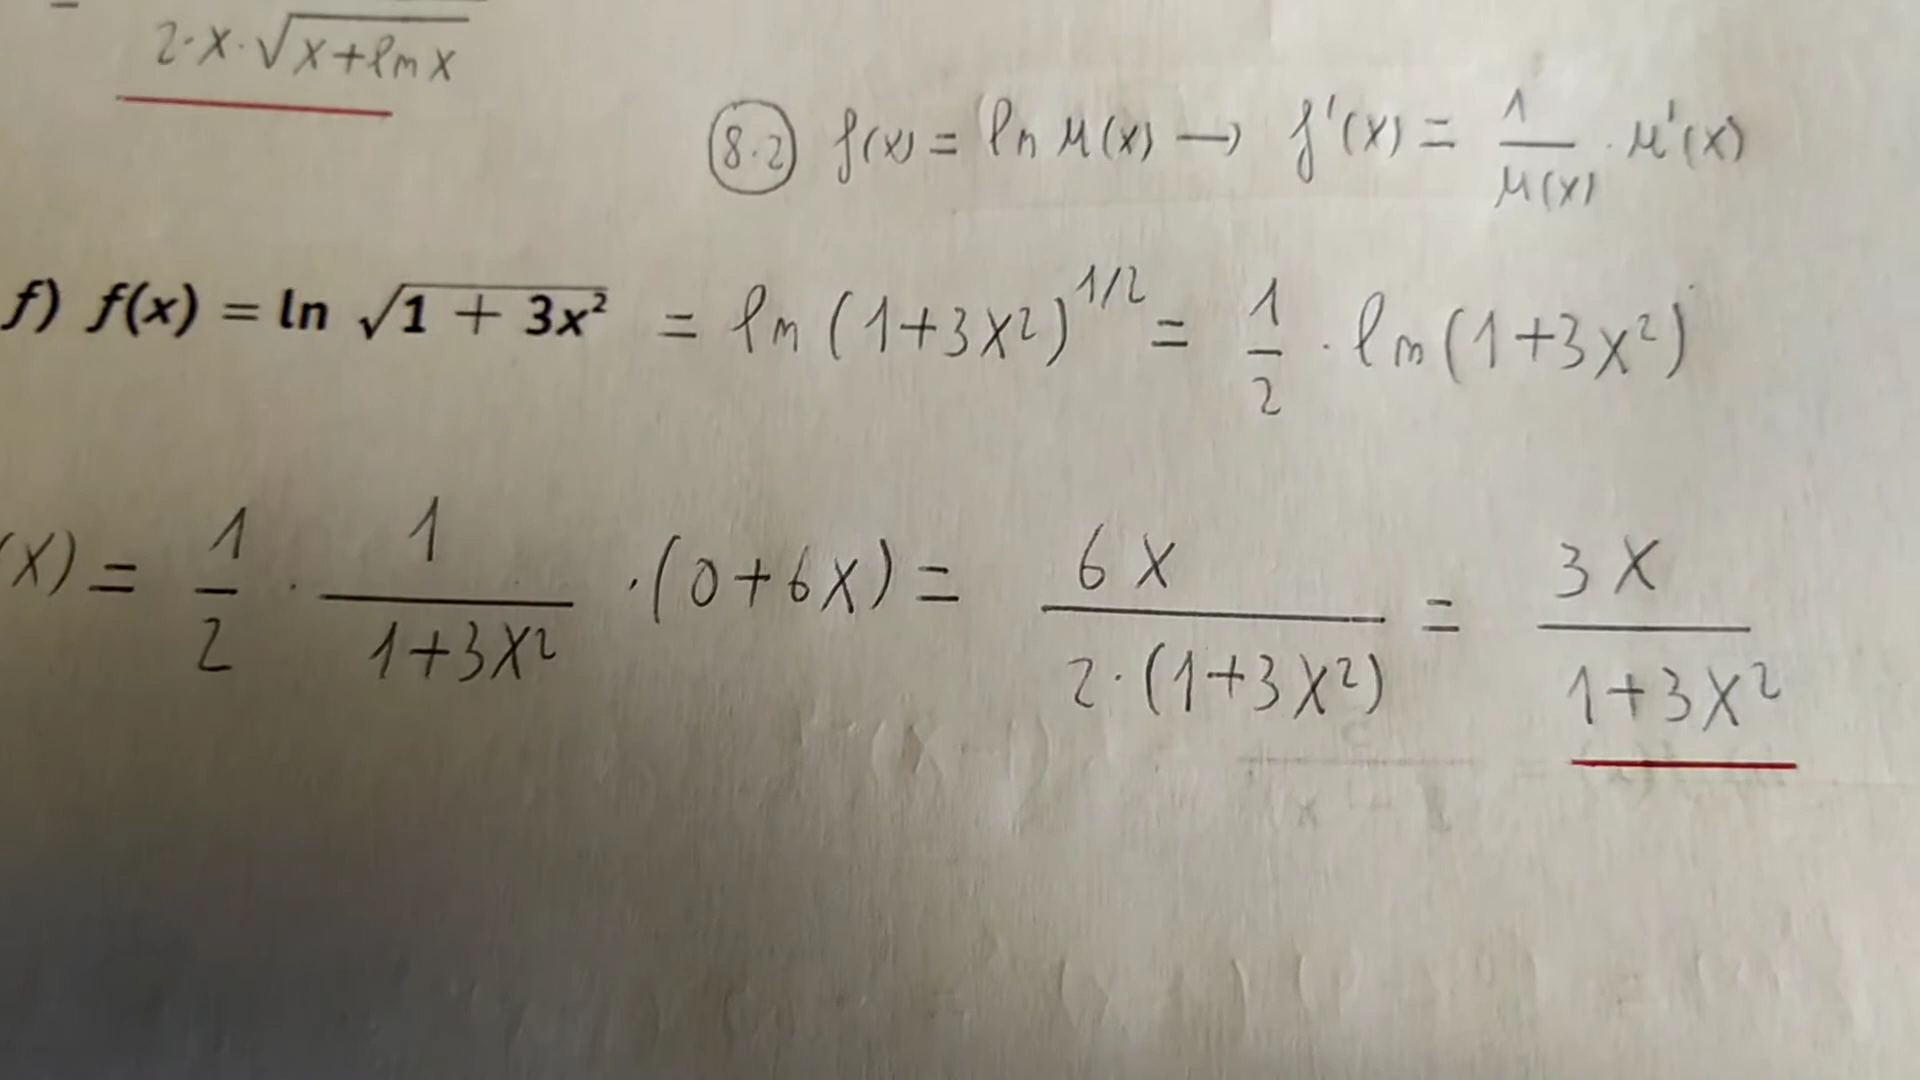 2·x·√x+ln x
8.2 f(x) = ln μ(x) → f'(x) = 1/μ(x) · μ'(x)
f) f(x) = ln √1 + 3x² = ln (1+3x²)^1/2 = 1/2 · ln(1+3x²)
(x) = 1/2 · 1/1+3x² ·(0+6x) = 6x/2·(1+3x²) = 3x/1+3x²